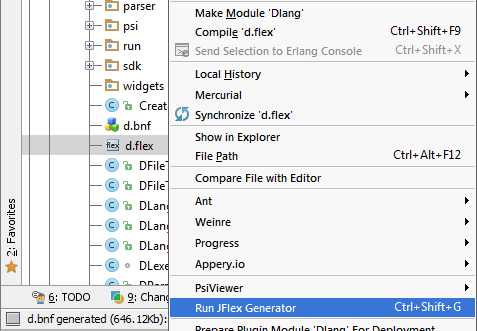 parser
psi
run
sdk
widgets
Creat
d.bnf
flex d.flex
DFileT
DFileT
DLang
DLang
DLang
DLexe
2: Favorites
6: TODO
9: Chang
d.bnf generated (646.12Kb):
Make Module 'Dlang'
Compile 'd.flex' Ctrl+Shift+F9
Send Selection to Erlang Console Ctrl+Shift+X
Local History
Mercurial
Synchronize 'd.flex'
Show in Explorer
File Path Ctrl+Alt+F12
Compare File with Editor
Ant
Weinre
Progress
Appery.io
PsiViewer
Run JFlex Generator Ctrl+Shift+G
Prepare Plugin Module 'Dlang' For Deployment